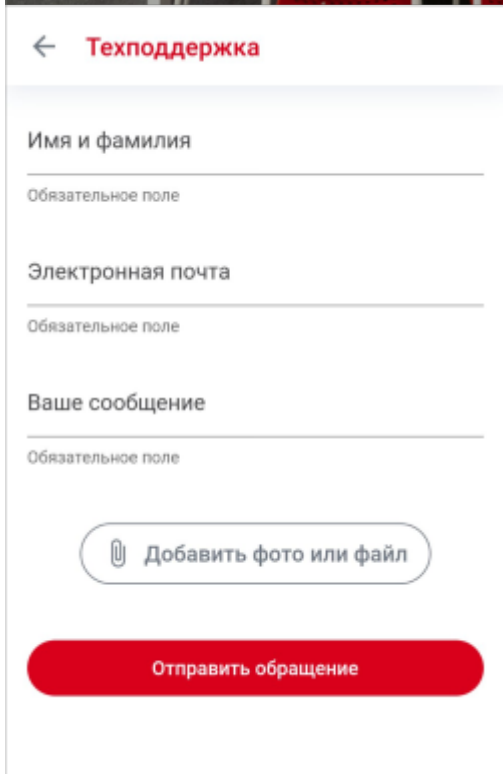 Техподдержка
Имя и фамилия
Обязательное поле
Электронная почта
Обязательное поле
Ваше сообщение
Обязательное поле
Добавить фото или файл
Отправить обращение